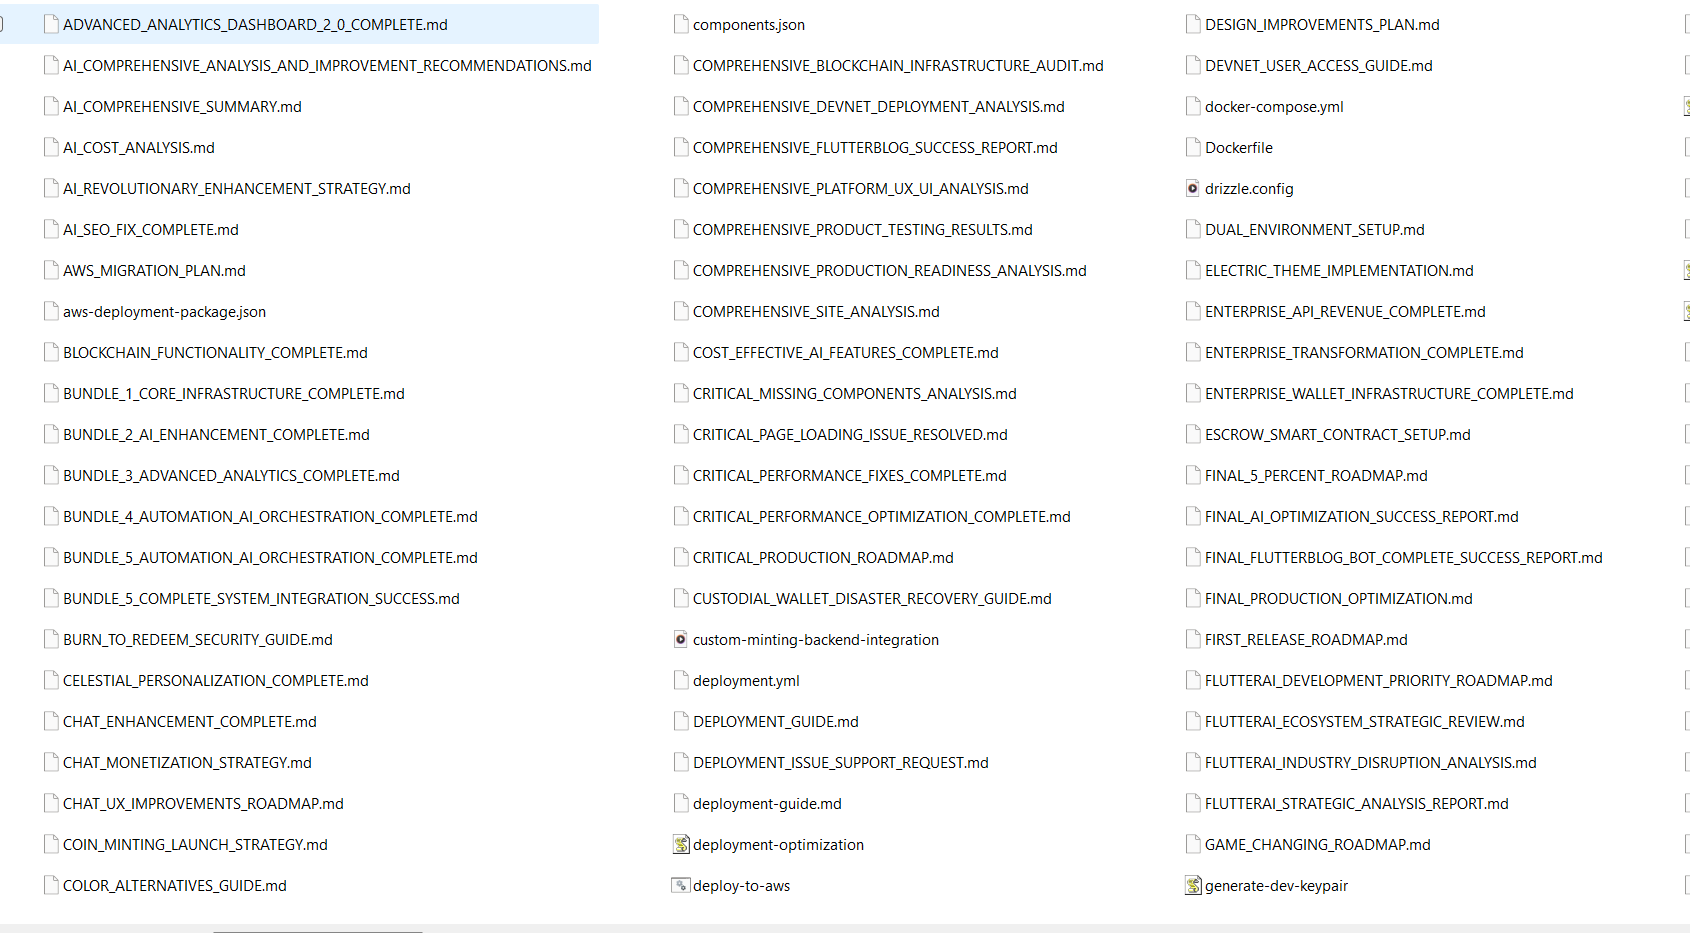 ADVANCED_ANALYTICS_DASHBOARD_2_0_COMPLETE.md
AI_COMPREHENSIVE_ANALYSIS_AND_IMPROVEMENT_RECOMMENDATIONS.md
AI_COMPREHENSIVE_SUMMARY.md
AI_COST_ANALYSIS.md
AI_REVOLUTIONARY_ENHANCEMENT_STRATEGY.md
AI_SEO_FIX_COMPLETE.md
AWS_MIGRATION_PLAN.md
aws-deployment-package.json
BLOCKCHAIN_FUNCTIONALITY_COMPLETE.md
BUNDLE_1_CORE_INFRASTRUCTURE_COMPLETE.md
BUNDLE_2_AI_ENHANCEMENT_COMPLETE.md
BUNDLE_3_ADVANCED_ANALYTICS_COMPLETE.md
BUNDLE_4_AUTOMATION_AI_ORCHESTRATION_COMPLETE.md
BUNDLE_5_AUTOMATION_AI_ORCHESTRATION_COMPLETE.md
BUNDLE_5_COMPLETE_SYSTEM_INTEGRATION_SUCCESS.md
BURN_TO_REDEEM_SECURITY_GUIDE.md
CELESTIAL_PERSONALIZATION_COMPLETE.md
CHAT_ENHANCEMENT_COMPLETE.md
CHAT_MONETIZATION_STRATEGY.md
CHAT_UX_IMPROVEMENTS_ROADMAP.md
COIN_MINTING_LAUNCH_STRATEGY.md
COLOR_ALTERNATIVES_GUIDE.md
components.json
COMPREHENSIVE_BLOCKCHAIN_INFRASTRUCTURE_AUDIT.md
COMPREHENSIVE_DEVNET_DEPLOYMENT_ANALYSIS.md
COMPREHENSIVE_FLUTTERBLOG_SUCCESS_REPORT.md
COMPREHENSIVE_PLATFORM_UX_UI_ANALYSIS.md
COMPREHENSIVE_PRODUCT_TESTING_RESULTS.md
COMPREHENSIVE_PRODUCTION_READINESS_ANALYSIS.md
COMPREHENSIVE_SITE_ANALYSIS.md
COST_EFFECTIVE_AI_FEATURES_COMPLETE.md
CRITICAL_MISSING_COMPONENTS_ANALYSIS.md
CRITICAL_PAGE_LOADING_ISSUE_RESOLVED.md
CRITICAL_PERFORMANCE_FIXES_COMPLETE.md
CRITICAL_PERFORMANCE_OPTIMIZATION_COMPLETE.md
CRITICAL_PRODUCTION_ROADMAP.md
CUSTODIAL_WALLET_DISASTER_RECOVERY_GUIDE.md
custom-minting-backend-integration
deployment.yml
DEPLOYMENT_GUIDE.md
DEPLOYMENT_ISSUE_SUPPORT_REQUEST.md
deployment-guide.md
deployment-optimization
deploy-to-aws
DESIGN_IMPROVEMENTS_PLAN.md
DEVNET_USER_ACCESS_GUIDE.md
docker-compose.yml
Dockerfile
drizzle.config
DUAL_ENVIRONMENT_SETUP.md
ELECTRIC_THEME_IMPLEMENTATION.md
ENTERPRISE_API_REVENUE_COMPLETE.md
ENTERPRISE_TRANSFORMATION_COMPLETE.md
ENTERPRISE_WALLET_INFRASTRUCTURE_COMPLETE.md
ESCROW_SMART_CONTRACT_SETUP.md
FINAL_5_PERCENT_ROADMAP.md
FINAL_AI_OPTIMIZATION_SUCCESS_REPORT.md
FINAL_FLUTTERBLOG_BOT_COMPLETE_SUCCESS_REPORT.md
FINAL_PRODUCTION_OPTIMIZATION.md
FIRST_RELEASE_ROADMAP.md
FLUTTERAI_DEVELOPMENT_PRIORITY_ROADMAP.md
FLUTTERAI_ECOSYSTEM_STRATEGIC_REVIEW.md
FLUTTERAI_INDUSTRY_DISRUPTION_ANALYSIS.md
FLUTTERAI_STRATEGIC_ANALYSIS_REPORT.md
GAME_CHANGING_ROADMAP.md
generate-dev-keypair